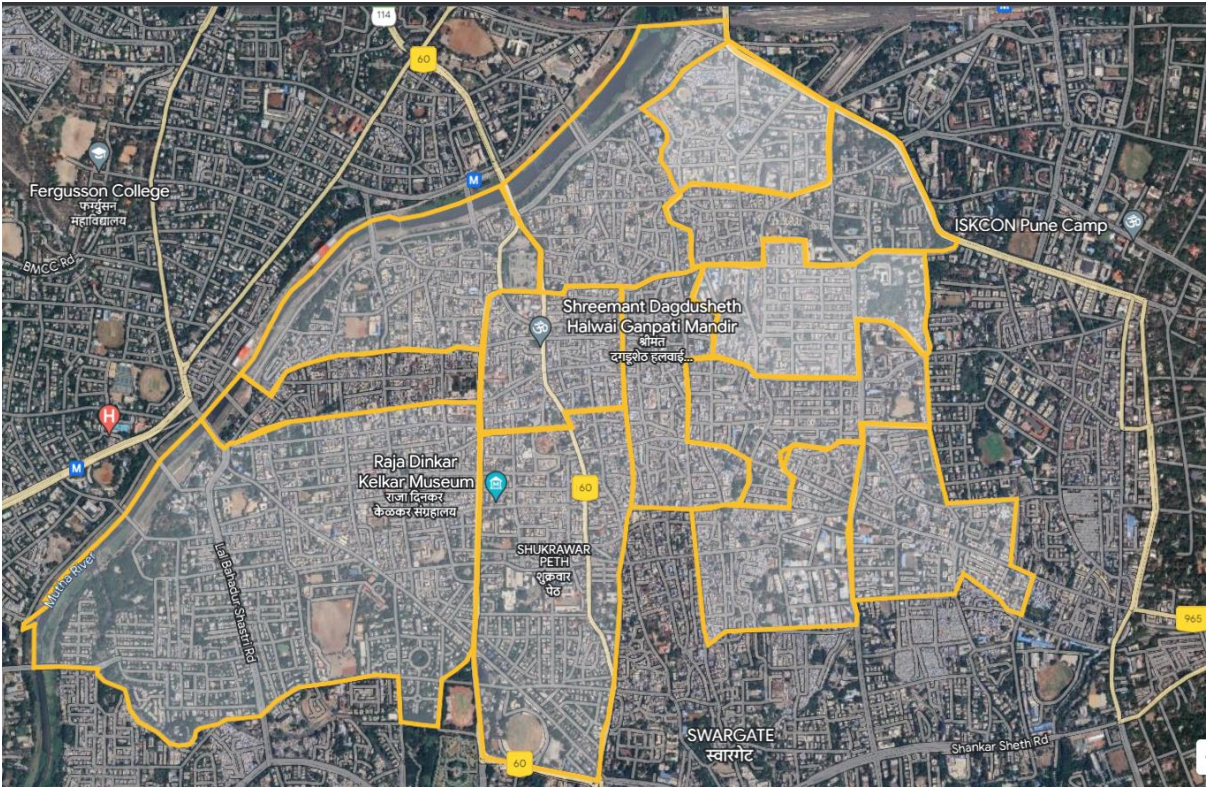 114
60
M
M
Fergusson College
फर्ग्युसन
महाविद्यालय
BMCC Rd
ISKCON Pune Camp
Shreemant Dagdusheth
Halwai Ganpati Mandir
श्रीमंत
दगडूशेठ हलवाई...
H
M
Raja Dinkar
Kelkar Museum
राजा दिनकर
केळकर संग्रहालय
60
SHUKRAWAR
PETH
शुक्रवार
पेठ
Mutha River
Lal Bahadur Shastri Rd
965
SWARGATE
स्वारगेट
Shankar Sheth Rd
60